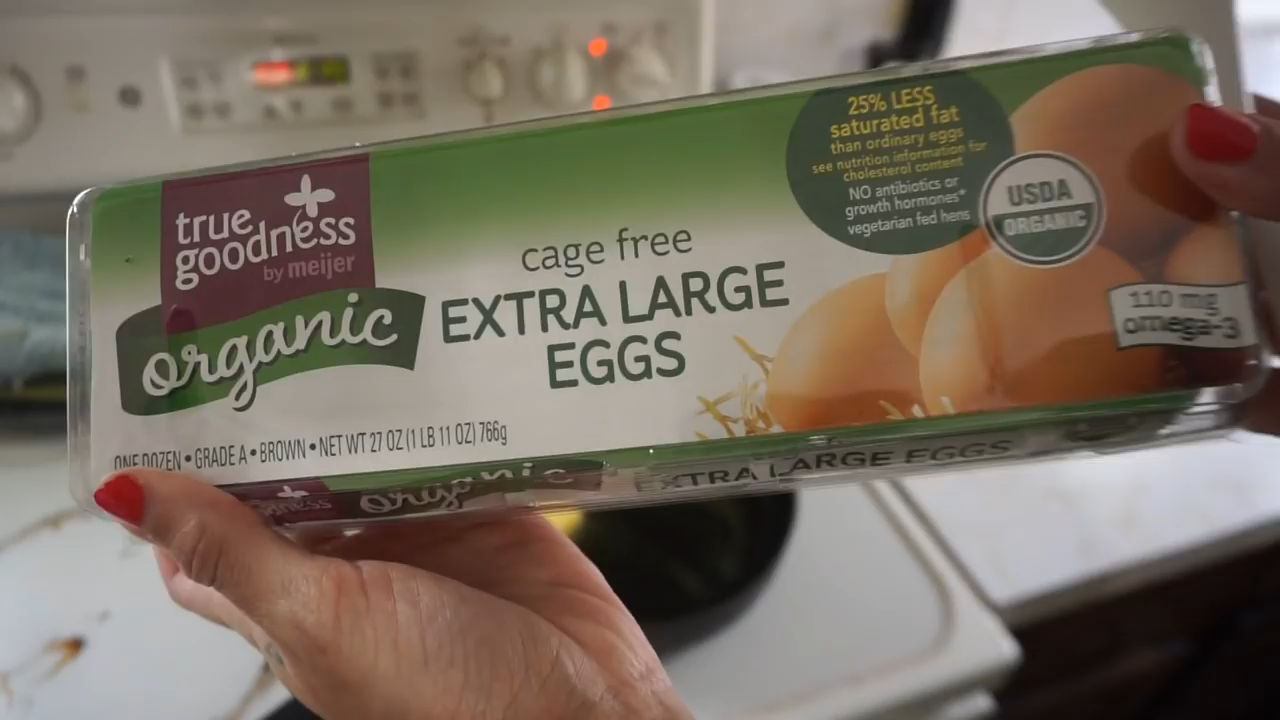 true
goodness
by meijer
organic
cage free
EXTRA LARGE
EGGS
25% LESS
saturated fat
than ordinary eggs
see nutrition information for
cholesterol content
NO antibiotics or
growth hormones*
vegetarian fed hens
USDA
ORGANIC
110 mg
omega-3
ONE DOZEN • GRADE A • BROWN • NET WT 27 OZ (1 LB 11 OZ) 766g
goodness
organic
EXTRA LARGE EGGS